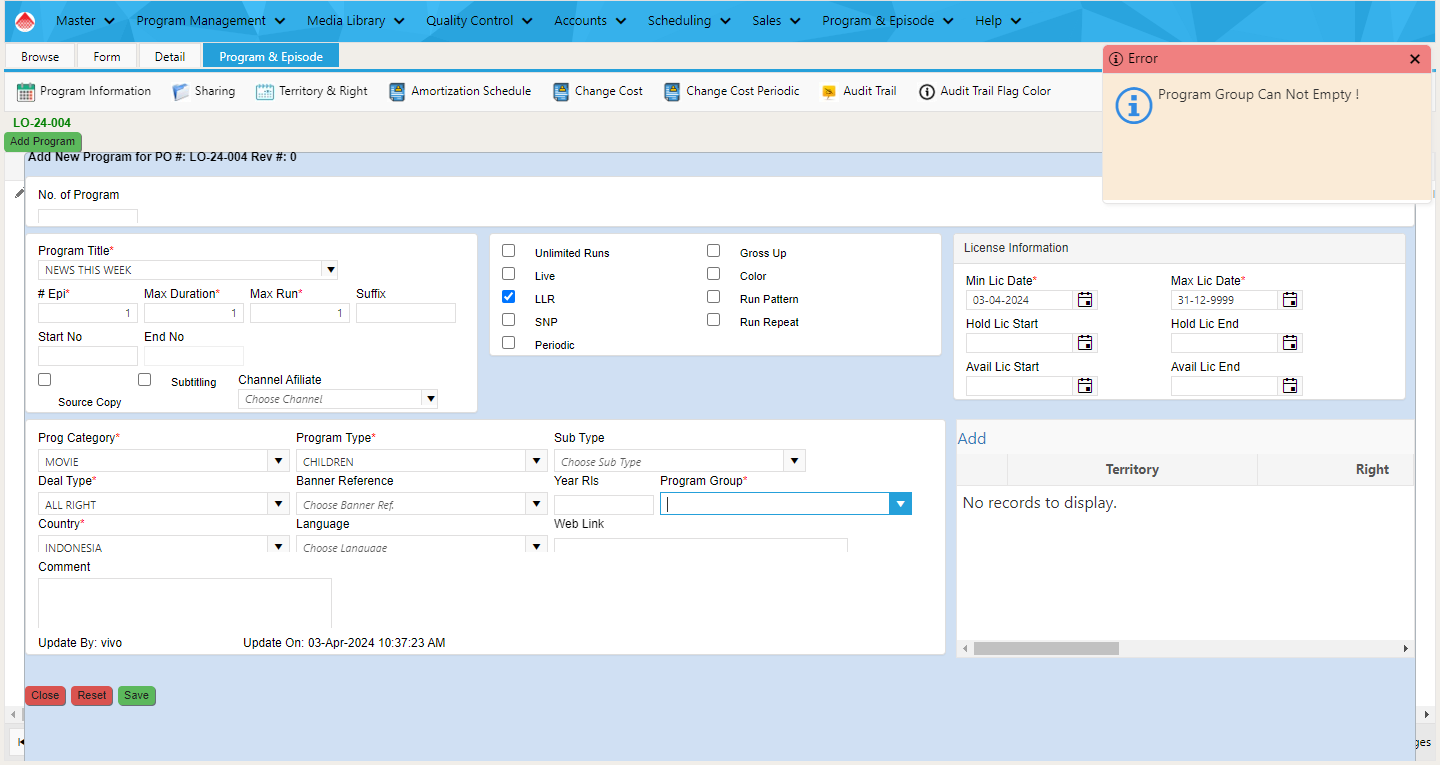 Master Program Management Media Library Quality Control Accounts Scheduling Sales Program & Episode Help
Browse Form Detail Program & Episode
Error
Program Group Can Not Empty !
Program Information Sharing Territory & Right Amortization Schedule Change Cost Change Cost Periodic Audit Trail Audit Trail Flag Color
LO-24-004
Add Program
Add New Program for PO #: LO-24-004 Rev #: 0
No. of Program
Program Title*
NEWS THIS WEEK
# Epi* Max Duration* Max Run* Suffix
1 1 1
Start No End No
Subtitling Channel Afiliate
Source Copy Choose Channel
Unlimited Runs Gross Up
Live Color
LLR Run Pattern
SNP Run Repeat
Periodic
License Information
Min Lic Date* Max Lic Date*
03-04-2024 31-12-9999
Hold Lic Start Hold Lic End
Avail Lic Start Avail Lic End
Prog Category* Program Type* Sub Type
MOVIE CHILDREN Choose Sub Type
Deal Type* Banner Reference Year Rls Program Group*
ALL RIGHT Choose Banner Ref.
Country* Language Web Link
INDONESIA Choose Language
Comment
Update By: vivo Update On: 03-Apr-2024 10:37:23 AM
Add
Territory Right
No records to display.
Close Reset Save
ges